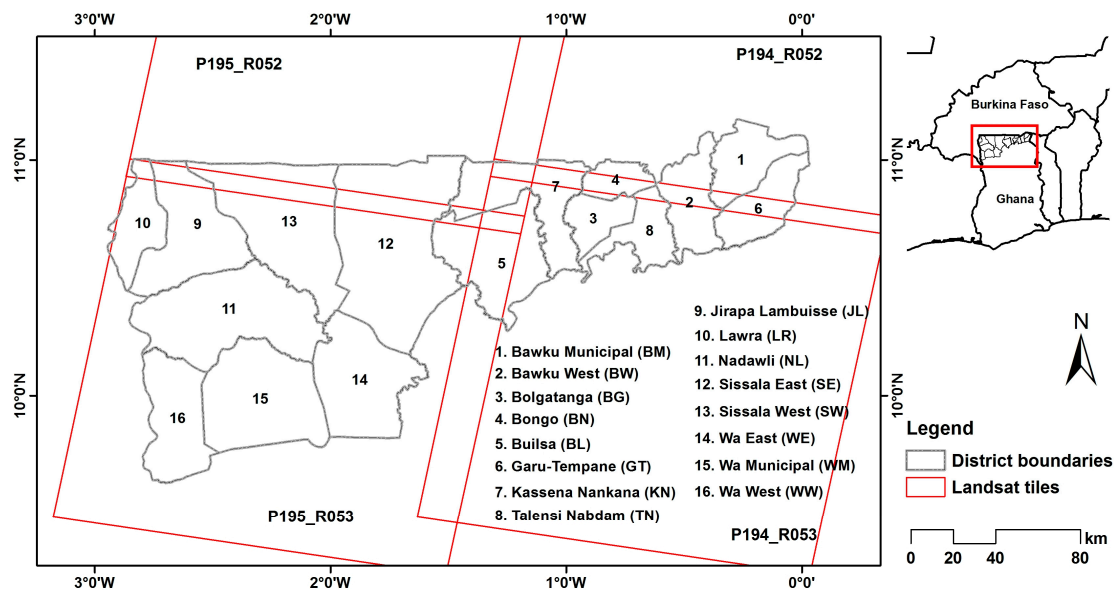 3°0'W 2°0'W 1°0'W 0°0'
P195_R052
P194_R052
Burkina Faso
Ghana
11°0'N
11°0'N
1
4
7
2
6
10
9
13
3
8
12
5
11
9. Jirapa Lambuisse (JL)
10. Lawra (LR)
11. Nadawli (NL)
12. Sissala East (SE)
13. Sissala West (SW)
14. Wa East (WE)
15. Wa Municipal (WM)
16. Wa West (WW)
1. Bawku Municipal (BM)
2. Bawku West (BW)
3. Bolgatanga (BG)
4. Bongo (BN)
5. Builsa (BL)
6. Garu-Tempane (GT)
7. Kassena Nankana (KN)
8. Talensi Nabdam (TN)
14
15
16
10°0'N
10°0'N
P195_R053
P194_R053
3°0'W 2°0'W 1°0'W 0°0'
N
Legend
District boundaries
Landsat tiles
km
0 20 40 80